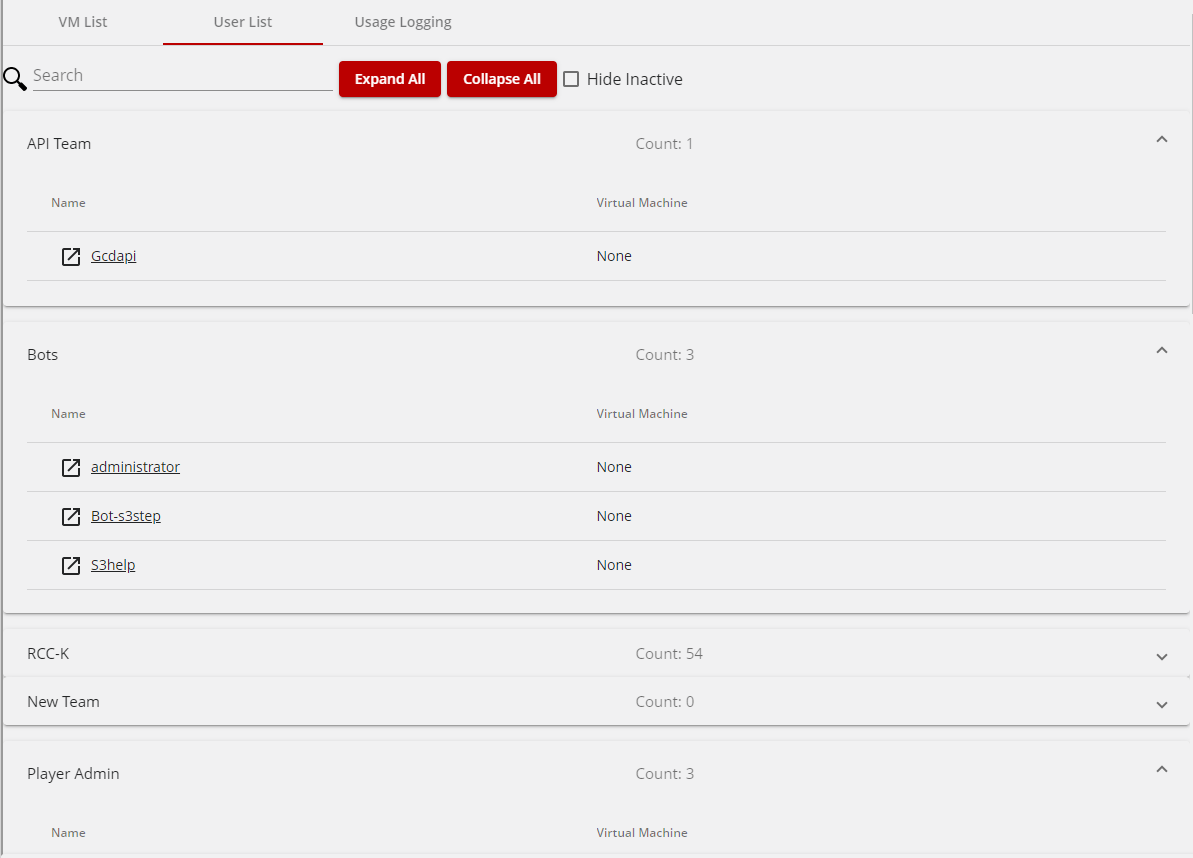 VM List User List Usage Logging
Search Expand All Collapse All Hide Inactive
API Team Count: 1
Name Virtual Machine
Gcdapi None
Bots Count: 3
Name Virtual Machine
administrator None
Bot-s3step None
S3help None
RCC-K Count: 54
New Team Count: 0
Player Admin Count: 3
Name Virtual Machine